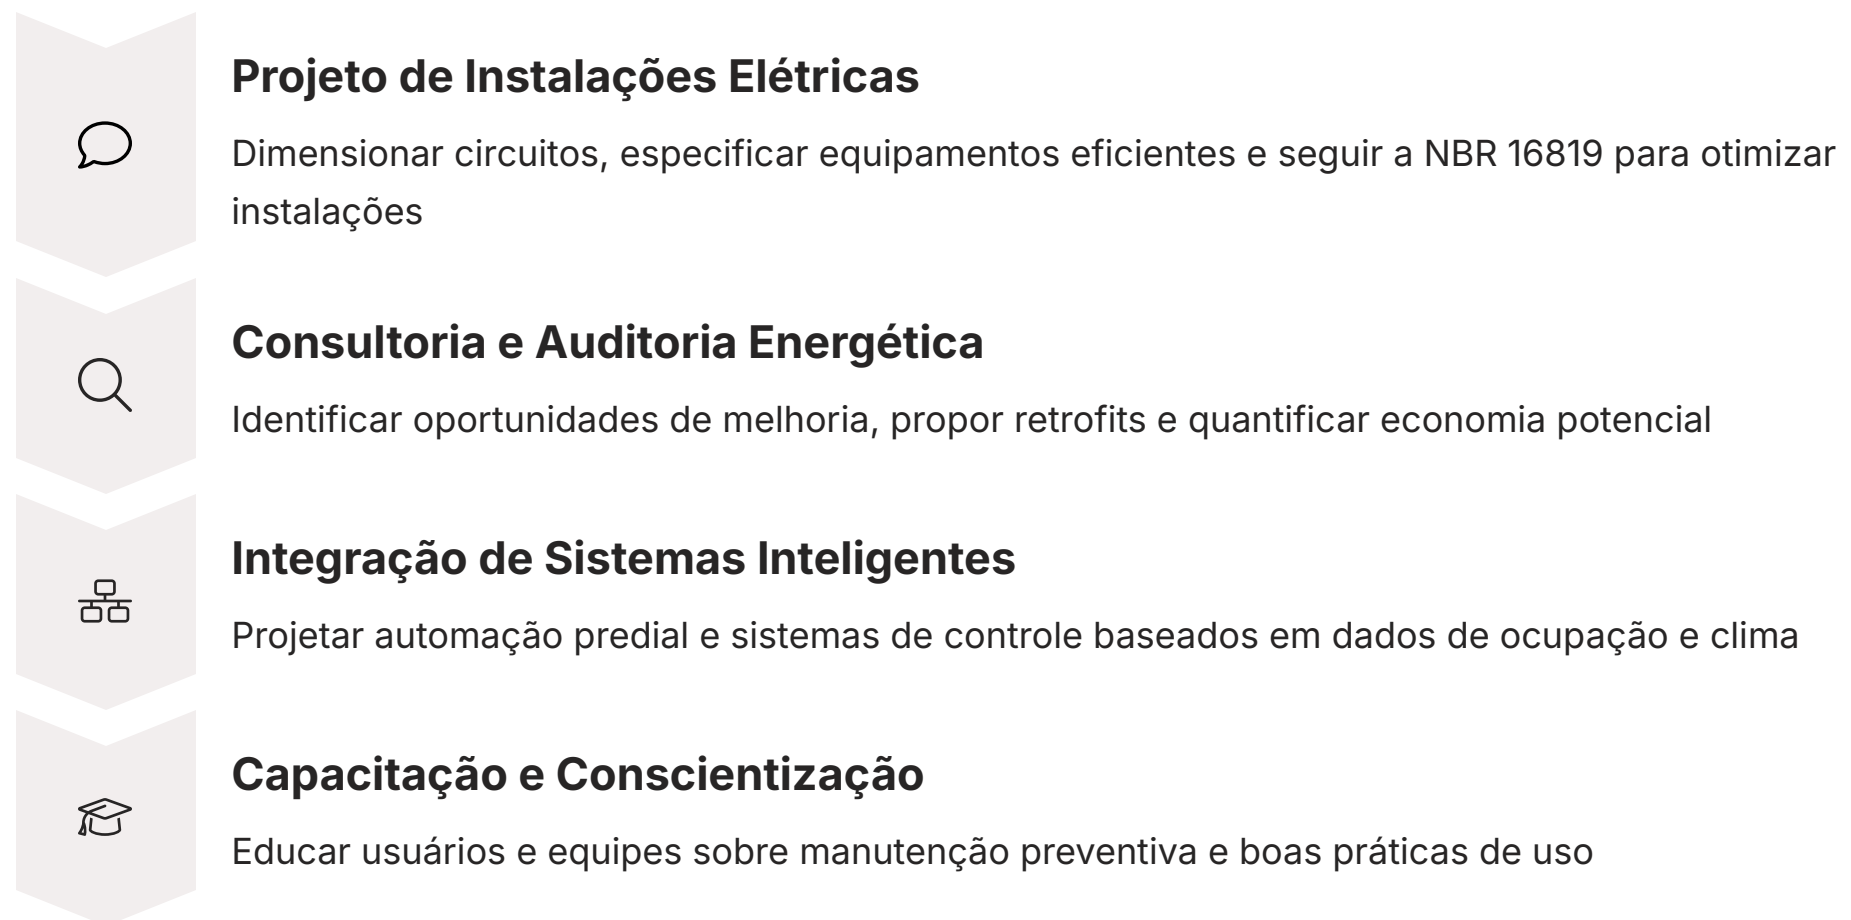 Projeto de Instalações Elétricas
Dimensionar circuitos, especificar equipamentos eficientes e seguir a NBR 16819 para otimizar
instalações
Consultoria e Auditoria Energética
Identificar oportunidades de melhoria, propor retrofits e quantificar economia potencial
Integração de Sistemas Inteligentes
Projetar automação predial e sistemas de controle baseados em dados de ocupação e clima
Capacitação e Conscientização
Educar usuários e equipes sobre manutenção preventiva e boas práticas de uso